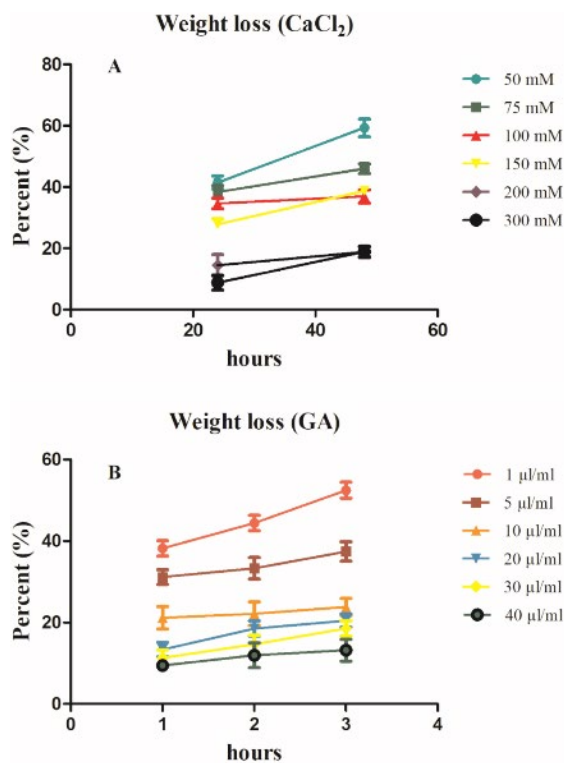 Weight loss (CaCl₂)
A
Percent (%)
80
60
40
20
0
0
20
40
60
hours
50 mM
75 mM
100 mM
150 mM
200 mM
300 mM
Weight loss (GA)
B
Percent (%)
60
40
20
0
0
1
2
3
4
hours
1 µl/ml
5 µl/ml
10 µl/ml
20 µl/ml
30 µl/ml
40 µl/ml